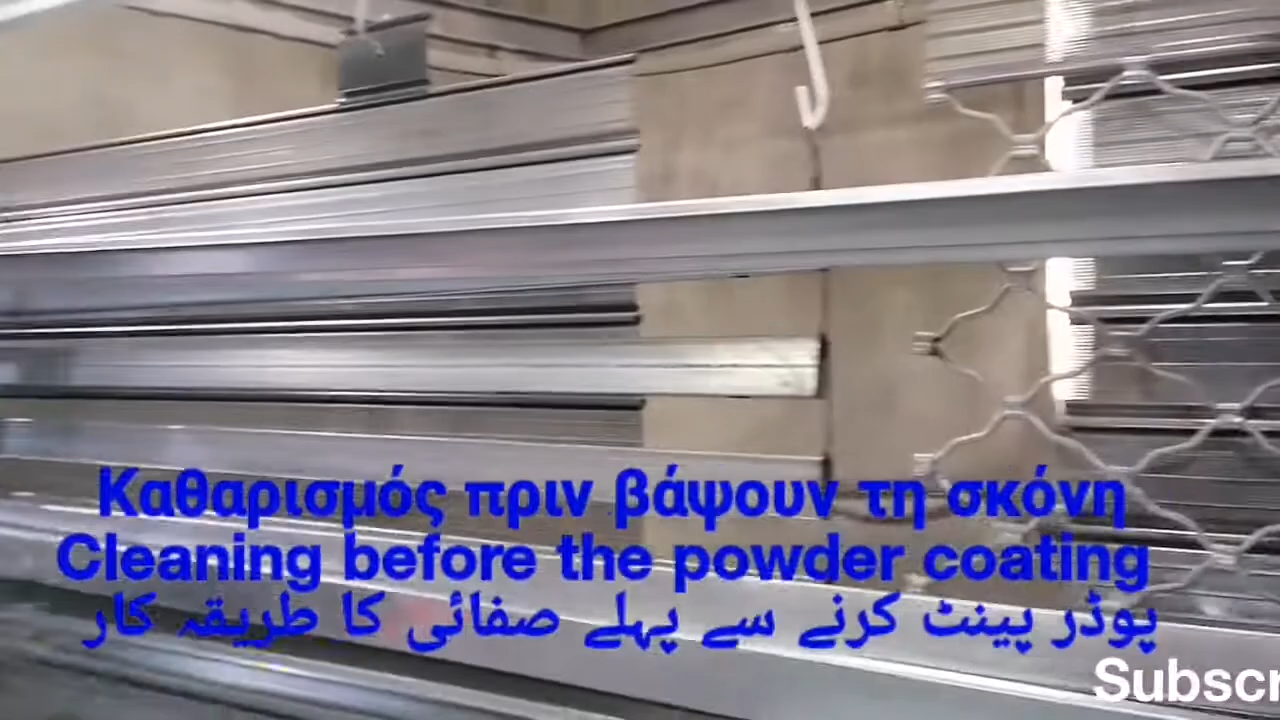 Καθαρισμός πριν βάψουν τη σκόνη
Cleaning before the powder coating
پوڈر پینٹ کرنے سے پہلے صفائی کا طریقہ کار
Subscr